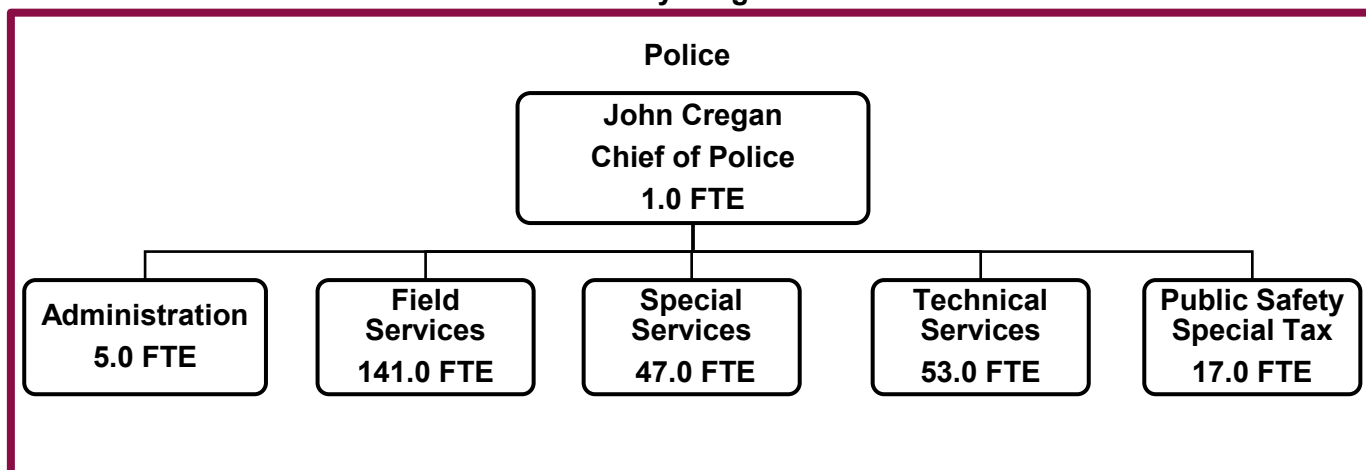 Police
John Cregan
Chief of Police
1.0 FTE
Administration
5.0 FTE
Field
Services
141.0 FTE
Special
Services
47.0 FTE
Technical
Services
53.0 FTE
Public Safety
Special Tax
17.0 FTE